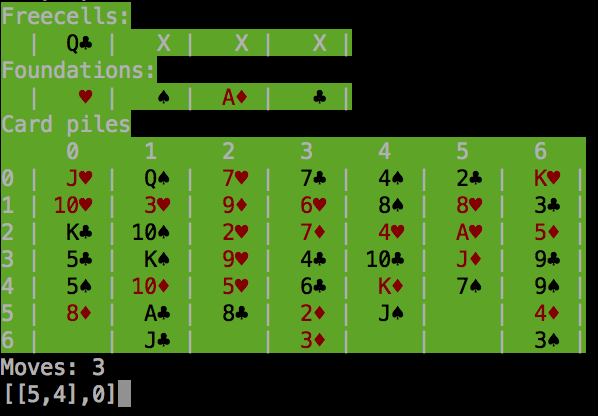 Freecells:
| Q♣ | X | X | X |
Foundations:
| ♥ | ♠ | A♦ | ♣ |
Card piles
0 1 2 3 4 5 6
0 | J♥ | Q♠ | 7♥ | 7♣ | 4♠ | 2♣ | K♥ |
1 | 10♥ | 3♥ | 9♦ | 6♥ | 8♠ | 8♥ | 3♣ |
2 | K♣ | 10♠ | 2♥ | 7♦ | 4♥ | A♥ | 5♦ |
3 | 5♣ | K♠ | 9♥ | 4♣ | 10♣ | J♦ | 9♣ |
4 | 5♠ | 10♦ | 5♥ | 6♣ | K♦ | 7♠ | 9♠ |
5 | 8♦ | A♣ | 8♣ | 2♦ | J♠ | | 4♦ |
6 | | J♣ | | 3♦ | | | 3♠ |
Moves: 3
[[5,4],0]